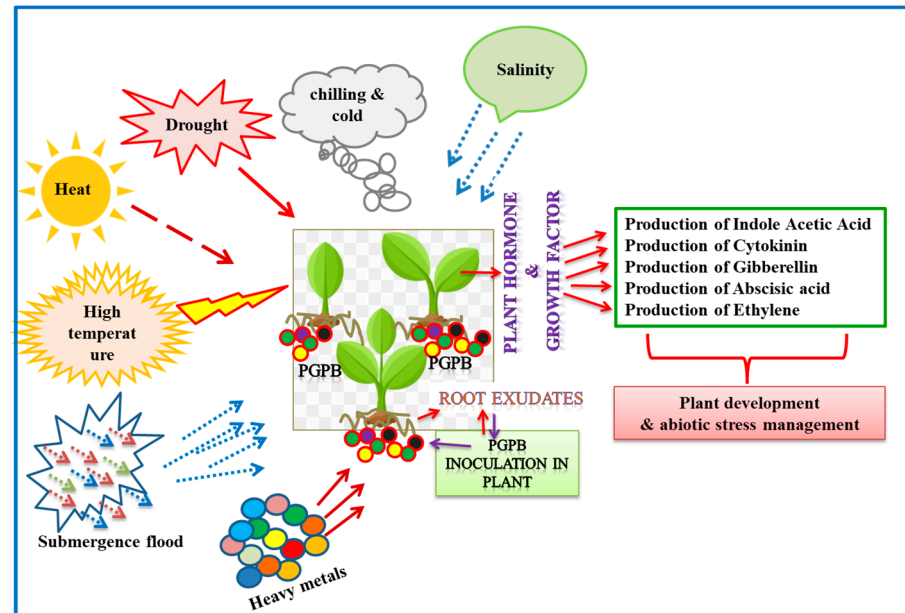 Salinity
chilling &
cold
Drought
Heat
High
temperat
ure
PLANT HORMONE
&
GROWTH FACTOR
Production of Indole Acetic Acid
Production of Cytokinin
Production of Gibberellin
Production of Abscisic acid
Production of Ethylene
Plant development
& abiotic stress management
PGPB
PGPB
ROOT EXUDATES
PGPB
INOCULATION IN
PLANT
Submergence flood
Heavy metals